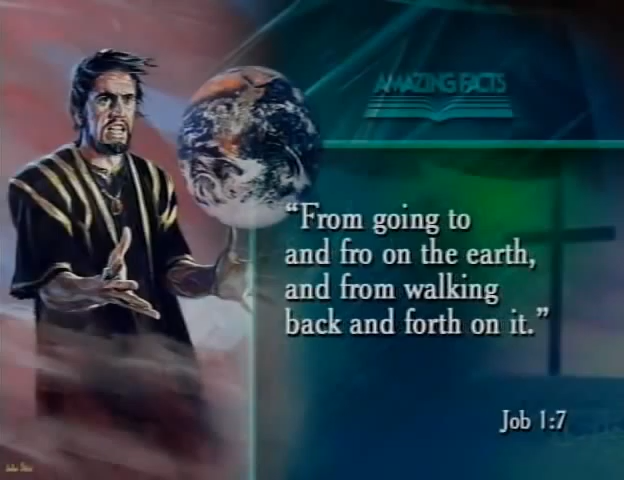 AMAZING FACTS
“From going to
and fro on the earth,
and from walking
back and forth on it.”
Job 1:7